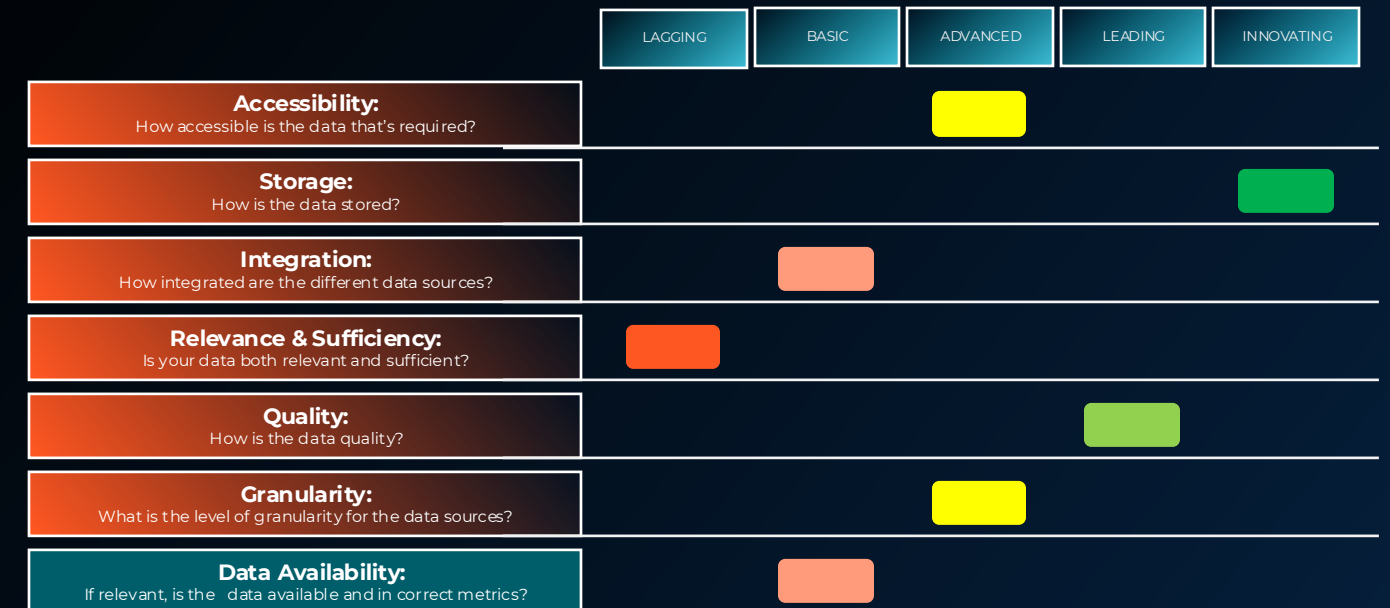 LAGGING BASIC ADVANCED LEADING INNOVATING
Accessibility:
How accessible is the data that's required?
Storage:
How is the data stored?
Integration:
How integrated are the different data sources?
Relevance & Sufficiency:
Is your data both relevant and sufficient?
Quality:
How is the data quality?
Granularity:
What is the level of granularity for the data sources?
Data Availability:
If relevant, is the data available and in correct metrics?